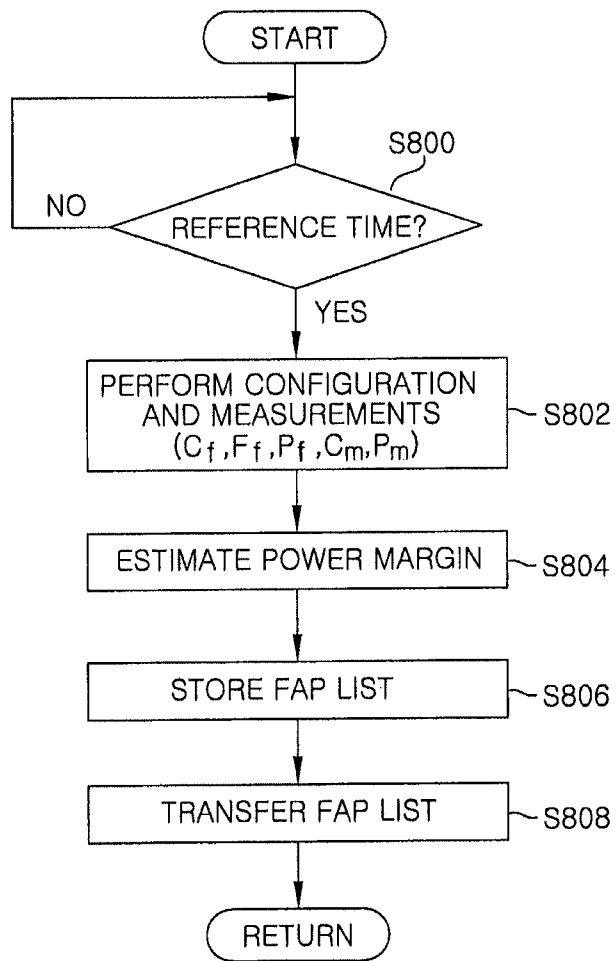 START
S800
NO
REFERENCE TIME?
YES
PERFORM CONFIGURATION
AND MEASUREMENTS
(Cf,Ff,Pf,Cm,Pm)
S802
ESTIMATE POWER MARGIN
S804
STORE FAP LIST
S806
TRANSFER FAP LIST
S808
RETURN